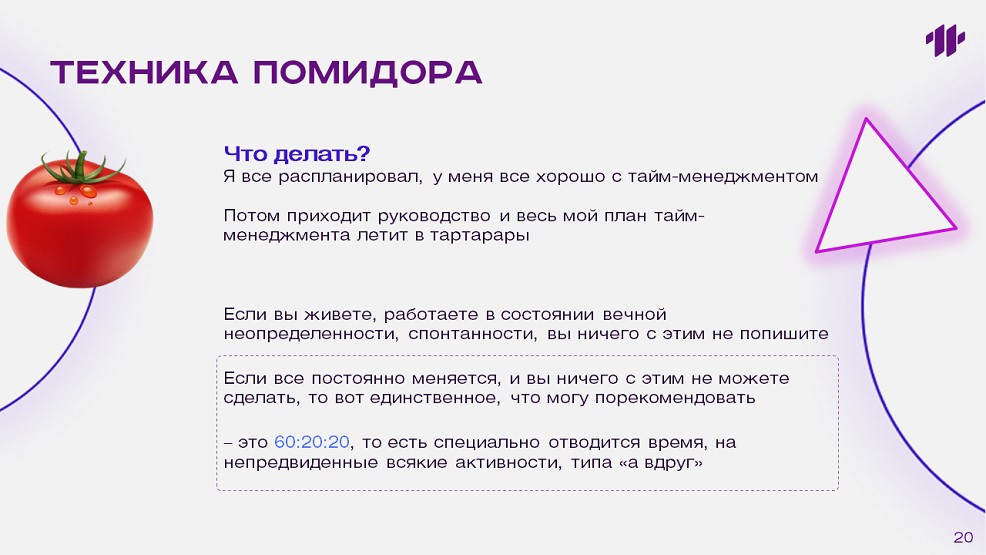 ТЕХНИКА ПОМИДОРА
Что делать?
Я все распланировал, у меня все хорошо с тайм-менеджментом
Потом приходит руководство и весь мой план тайм-
менеджмента летит в тартарары
Если вы живете, работаете в состоянии вечной
неопределенности, спонтанности, вы ничего с этим не попишите
Если все постоянно меняется, и вы ничего с этим не можете
сделать, то вот единственное, что могу порекомендовать
– это 60:20:20, то есть специально отводится время, на
непредвиденные всякие активности, типа «а вдруг»
20